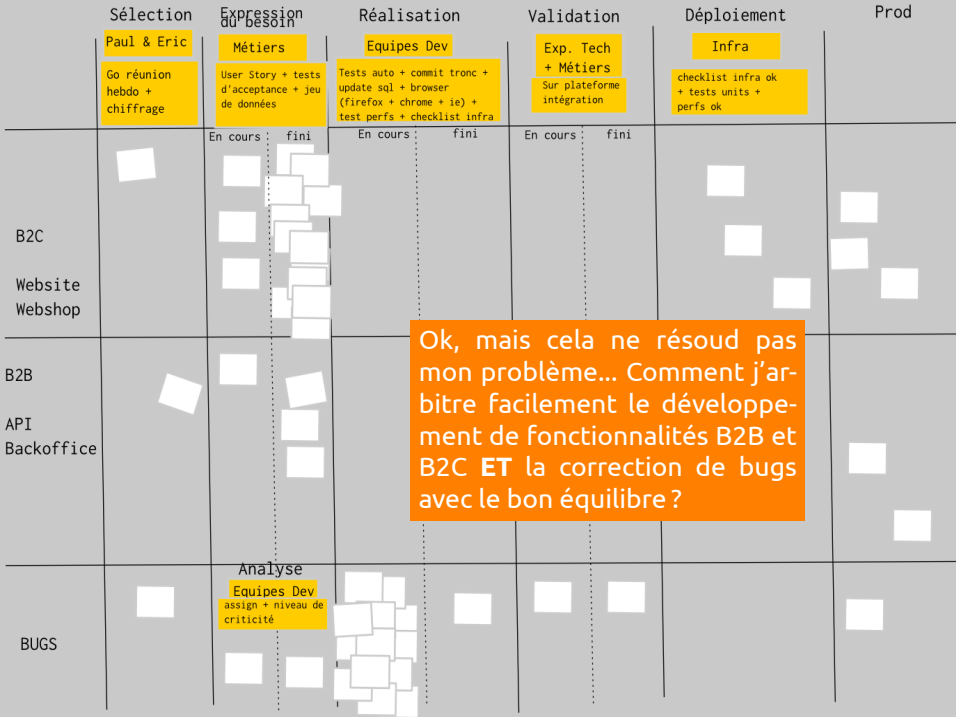 Sélection
Expression
du besoin
Réalisation
Validation
Déploiement
Prod
Paul & Eric
Métiers
Equipes Dev
Exp. Tech
+ Métiers
Infra
Go réunion
hebdo +
chiffrage
User Story + tests
d'acceptance + jeu
de données
Tests auto + commit tronc +
update sql + browser
(firefox + chrome + ie) +
test perfs + checklist infra
Sur plateforme
intégration
checklist infra ok
+ tests units +
perfs ok
En cours
fini
En cours
fini
En cours
fini
B2C
Website
Webshop
Ok, mais cela ne résoud pas
mon problème... Comment j'ar-
bitre facilement le développe-
ment de fonctionnalités B2B et
B2C ET la correction de bugs
avec le bon équilibre ?
B2B
API
Backoffice
Analyse
Equipes Dev
assign + niveau de
criticité
BUGS